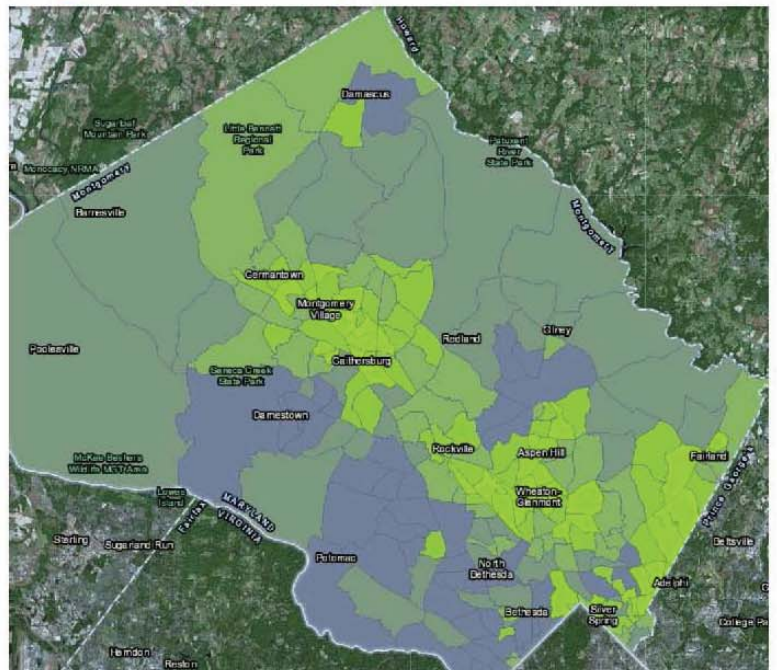 Howard
Damascus
Sugarloaf
Mountain Park
Little Bennett
Regional
Park
Patuxent
River
State Park
Monocacy NRMA
Montgomery
Barnesville
Montgomery
Germantown
Montgomery
Village
Olney
Redland
Poolesville
Gaithersburg
Seneca Creek
State Park
Darnestown
Rockville
Aspen Hill
Fairland
McKee Beshers
Wildlife MGT Area
Wheaton-
Glenmont
Prince George's
Lowes
Island
Fairfax
MARYLAND
VIRGINIA
Sterling
Sugarland Run
Beltsville
Potomac
North
Bethesda
Adelphi
Bethesda
Silver
Spring
College Pa
Herndon
Reston